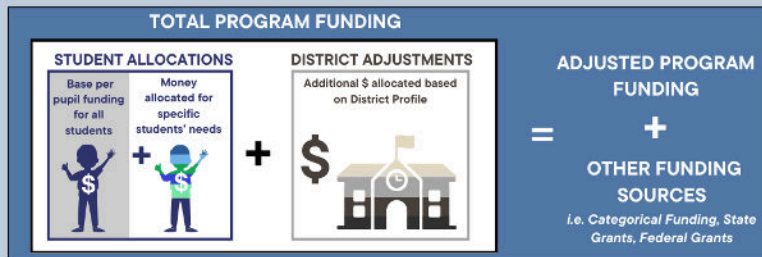 TOTAL PROGRAM FUNDING
STUDENT ALLOCATIONS
Base per
pupil funding
for all
students
+
Money
allocated for
specific
students' needs
$
$
+
DISTRICT ADJUSTMENTS
Additional $ allocated based
on District Profile
$
=
ADJUSTED PROGRAM
FUNDING
+
OTHER FUNDING
SOURCES
i.e. Categorical Funding, State
Grants, Federal Grants